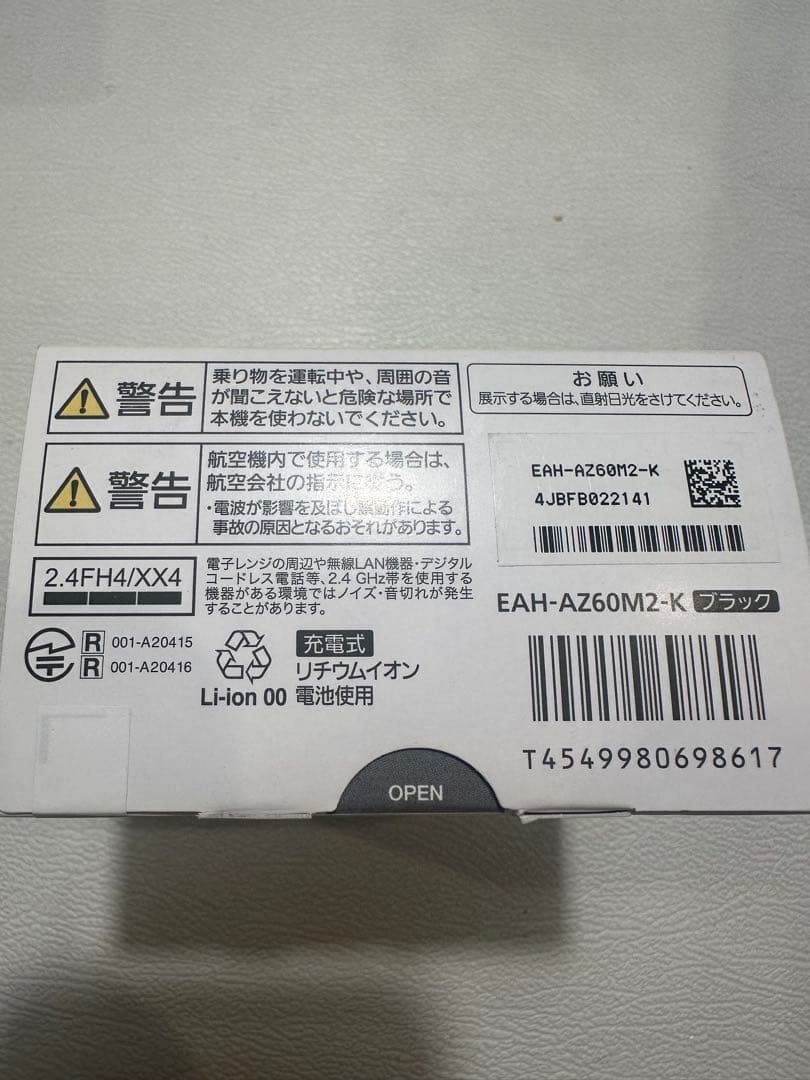 警告
乗り物を運転中や、周囲の音
が聞こえないと危険な場所で
本機を使わないでください。
警告
航空機内で使用する場合は、
航空会社の指示に従う。
・電波が影響を及ぼし誤動作による
事故の原因となるおそれがあります。
2.4FH4/XX4
電子レンジの周辺や無線LAN機器・デジタル
コードレス電話等、2.4 GHz帯を使用する
機器がある環境ではノイズ・音切れが発生
することがあります。
R 001-A20415
R 001-A20416
Li-ion 00
充電式
リチウムイオン
電池使用
お願い
展示する場合は、直射日光をさけてください。
EAH-AZ60M2-K
4JBFB022141
EAH-AZ60M2-K ブラック
T4549980698617
OPEN